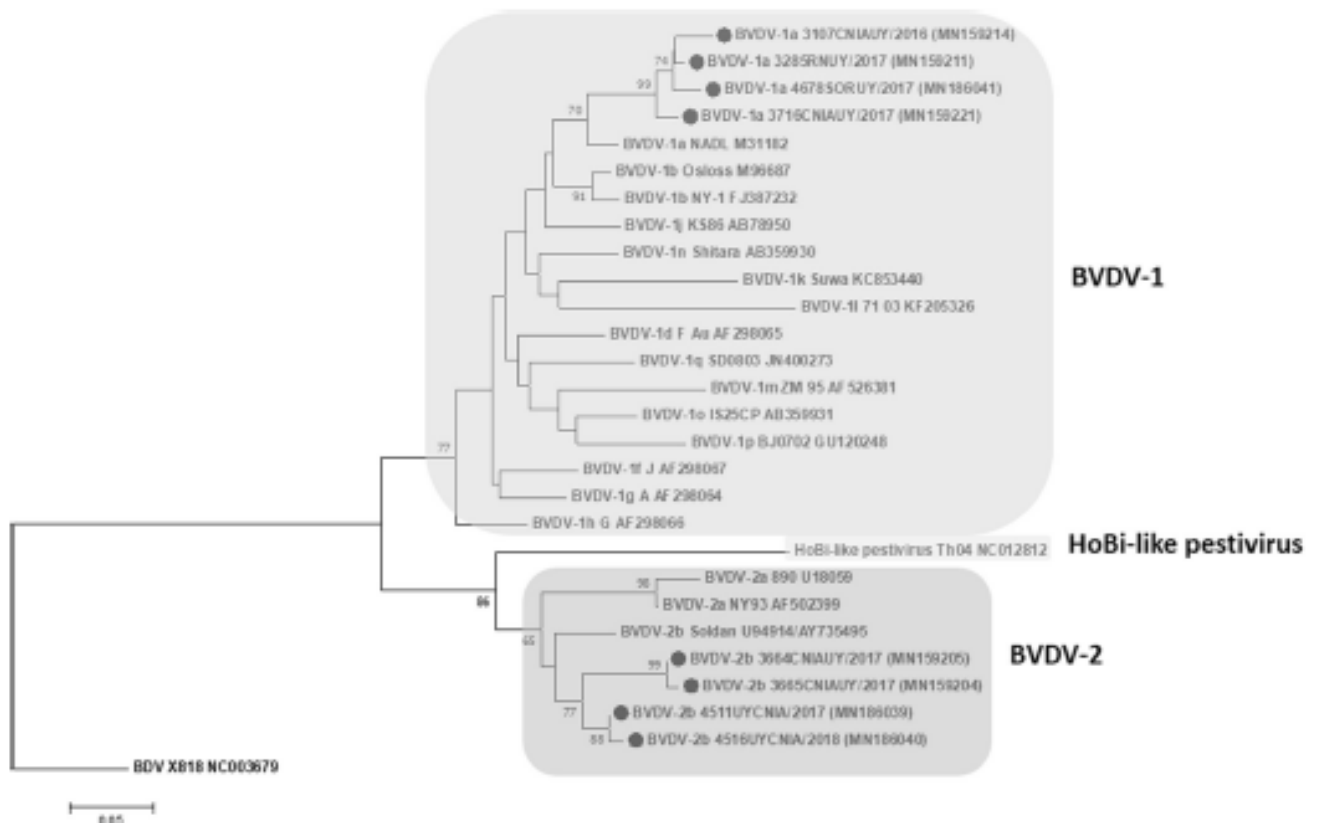 BVDV-1a 3107CNIAUY/2016 (MN159214)
74
BVDV-1a 3285RNUY/2017 (MN159211)
99
BVDV-1a 4678SORUY/2017 (MN186041)
70
BVDV-1a 3716CNIAUY/2017 (MN159221)
BVDV-1a NADL M31182
BVDV-1b Osloss M96687
91
BVDV-1b NY-1 FJ387232
BVDV-1j KS86 AB78950
BVDV-1n Shitara AB359930
BVDV-1k Suwa KC853440
BVDV-1
BVDV-1l 71 03 KF205326
BVDV-1d F Au AF298065
BVDV-1q SD0803 JN400273
BVDV-1m ZM 95 AF526381
BVDV-1o IS25CP AB359931
BVDV-1p BJ0702 GU120248
77
BVDV-1f J AF298067
BVDV-1g A AF298064
BVDV-1h G AF298066
HoBi-like pestivirus Th04 NC012812
HoBi-like pestivirus
BVDV-2a 890 U18059
98
BVDV-2a NY93 AF502399
86
BVDV-2b Soldan U94914/AY735495
65
BVDV-2
BVDV-2b 3664CNIAUY/2017 (MN159205)
99
BVDV-2b 3665CNIAUY/2017 (MN159204)
77
BVDV-2b 4511UYCNIA/2017 (MN186039)
BVDV-2b 4516UYCNIA/2018 (MN186040)
BDV X818 NC003679